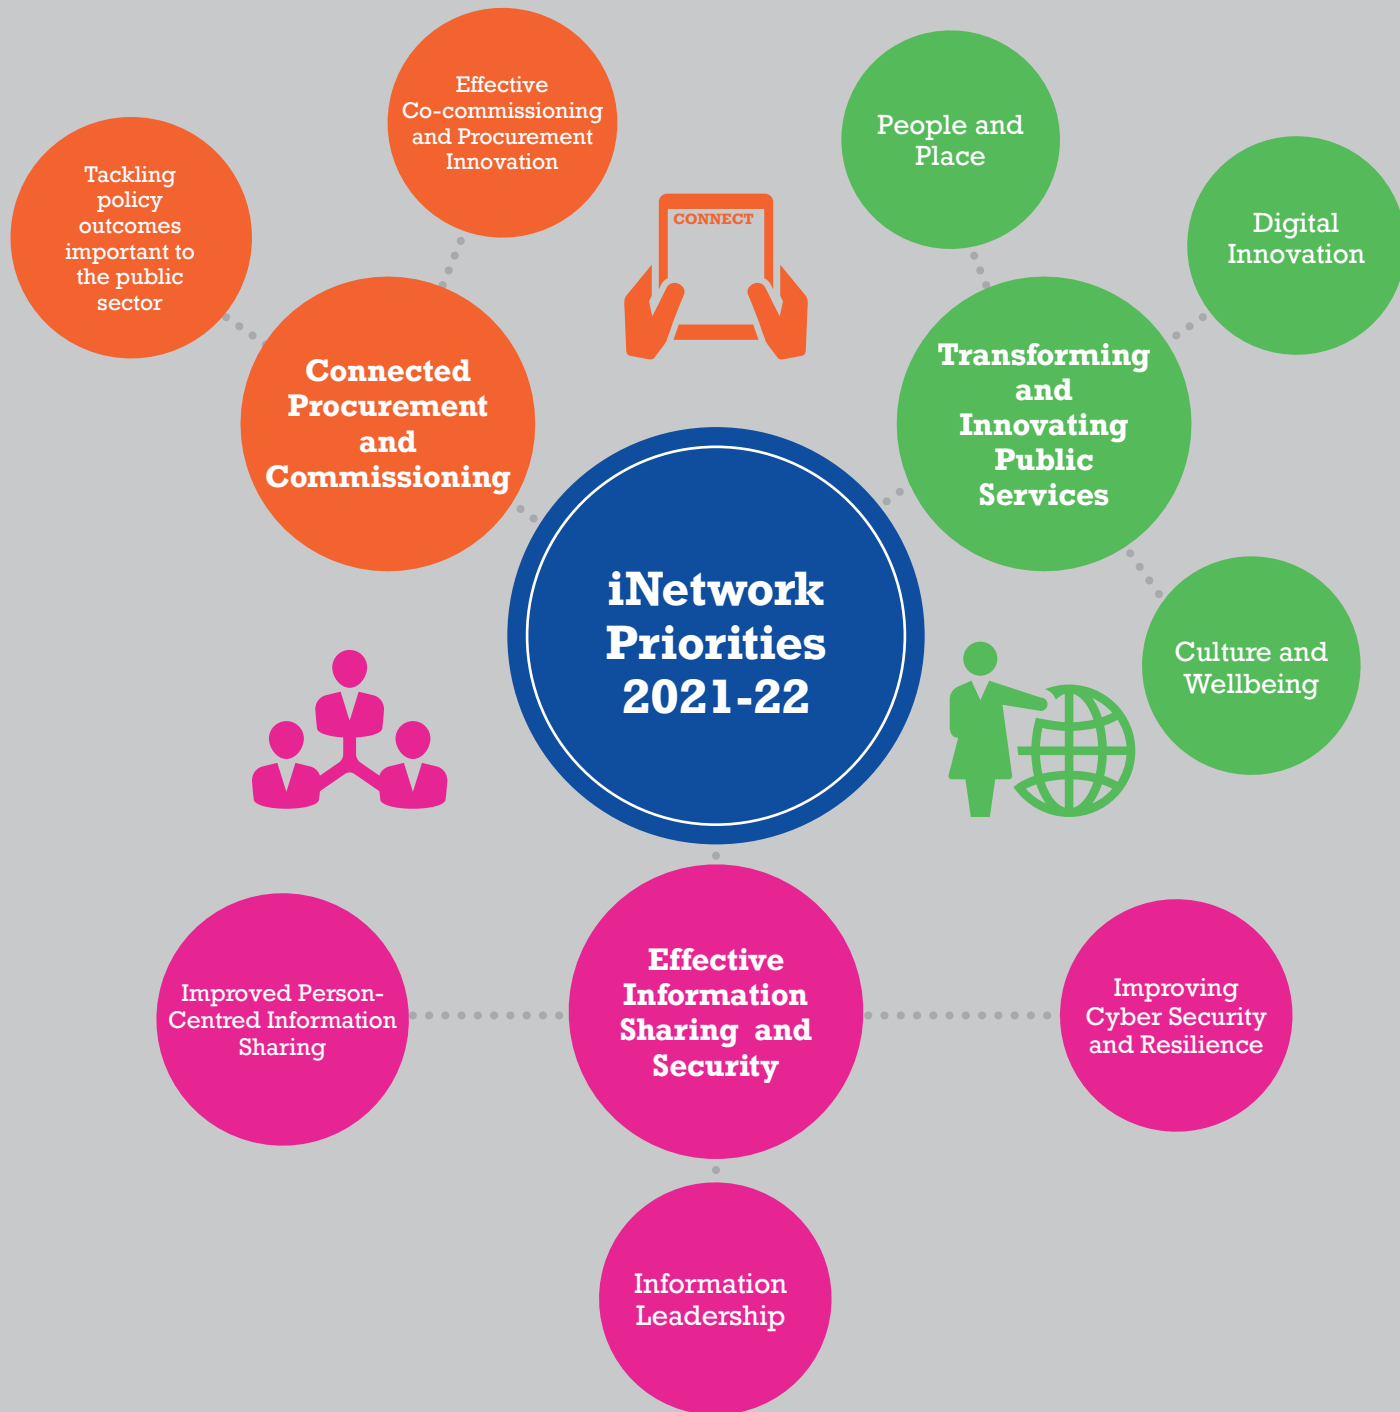 Effective
Co-commissioning
and Procurement
Innovation
Tackling
policy
outcomes
important to
the public
sector
Connected
Procurement
and
Commissioning
CONNECT
People and
Place
Digital
Innovation
Transforming
and
Innovating
Public
Services
Culture and
Wellbeing
iNetwork
Priorities
2021-22
Effective
Information
Sharing and
Security
Improved Person-
Centred Information
Sharing
Improving
Cyber Security
and Resilience
Information
Leadership